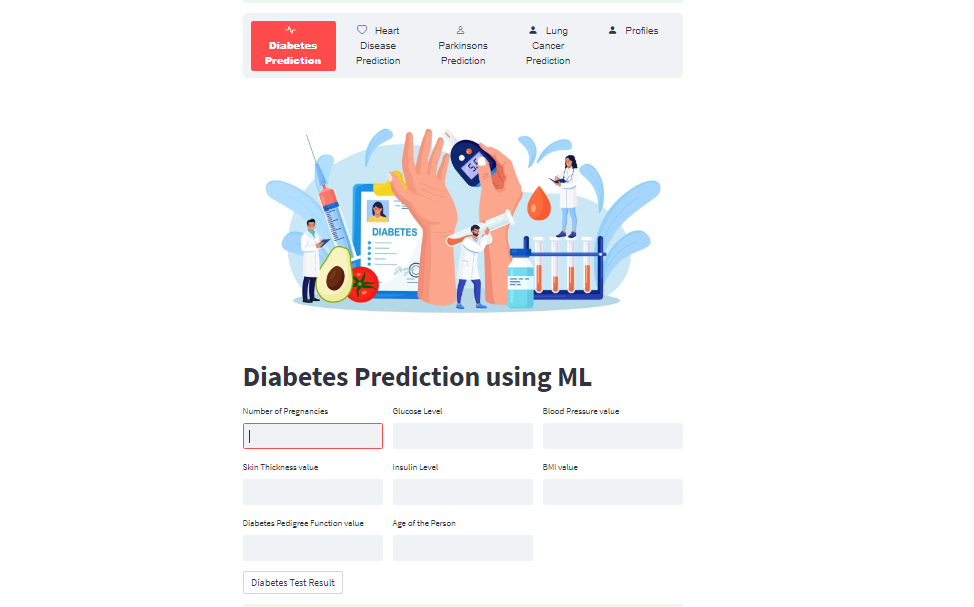 Diabetes
Prediction
Heart
Disease
Prediction
Parkinsons
Prediction
Lung
Cancer
Prediction
Profiles
DIABETES
Diabetes Prediction using ML
Number of Pregnancies
Glucose Level
Blood Pressure value
Skin Thickness value
Insulin Level
BMI value
Diabetes Pedigree Function value
Age of the Person
Diabetes Test Result